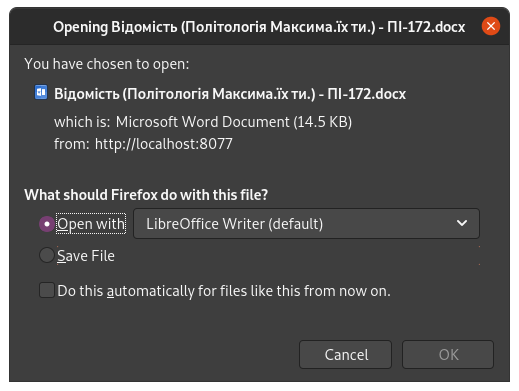 Opening Відомість (Політологія Максима.їх ти.) - ПІ-172.docx
You have chosen to open:
Відомість (Політологія Максима.їх ти.) - ПІ-172.docx
which is: Microsoft Word Document (14.5 KB)
from: http://localhost:8077
What should Firefox do with this file?
Open with LibreOffice Writer (default)
Save File
Do this automatically for files like this from now on.
Cancel OK